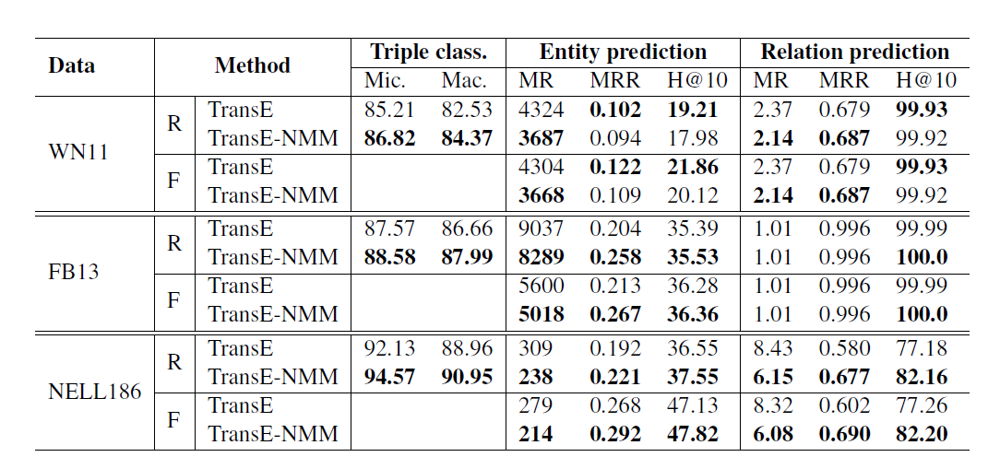 Data Method Triple class. Entity prediction Relation prediction
Mic. Mac. MR MRR H@10 MR MRR H@10
WN11 R TransE 85.21 82.53 4324 0.102 19.21 2.37 0.679 99.93
TransE-NMM 86.82 84.37 3687 0.094 17.98 2.14 0.687 99.92
F TransE 4304 0.122 21.86 2.37 0.679 99.93
TransE-NMM 3668 0.109 20.12 2.14 0.687 99.92
FB13 R TransE 87.57 86.66 9037 0.204 35.39 1.01 0.996 99.99
TransE-NMM 88.58 87.99 8289 0.258 35.53 1.01 0.996 100.0
F TransE 5600 0.213 36.28 1.01 0.996 99.99
TransE-NMM 5018 0.267 36.36 1.01 0.996 100.0
NELL186 R TransE 92.13 88.96 309 0.192 36.55 8.43 0.580 77.18
TransE-NMM 94.57 90.95 238 0.221 37.55 6.15 0.677 82.16
F TransE 279 0.268 47.13 8.32 0.602 77.26
TransE-NMM 214 0.292 47.82 6.08 0.690 82.20